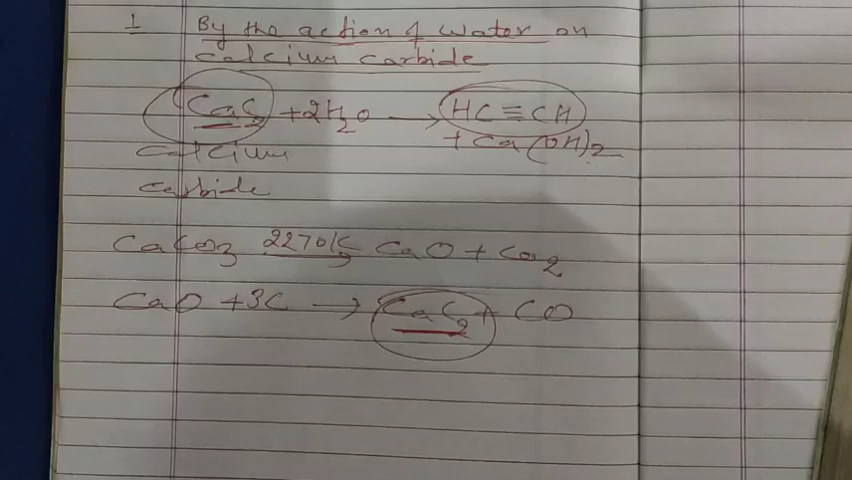 1 By the action of water on
calcium carbide
CaC2 + 2H2O → HC≡CH
+ Ca(OH)2
calcium
carbide
CaCO3 2270K→ CaO + CO2
CaO + 3C → CaC2 + CO